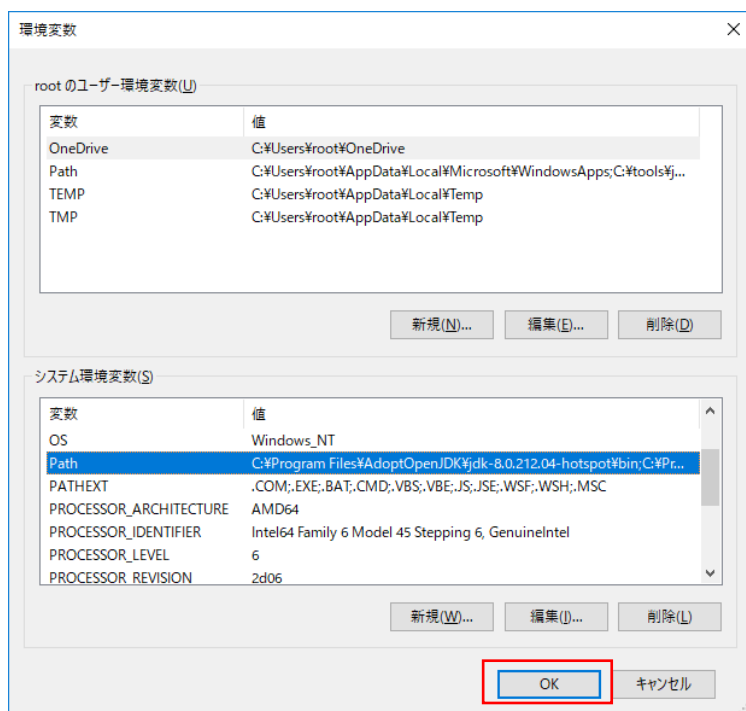 環境変数
root のユーザー環境変数(U)
変数 値
OneDrive C:¥Users¥root¥OneDrive
Path C:¥Users¥root¥AppData¥Local¥Microsoft¥WindowsApps;C:¥tools¥j...
TEMP C:¥Users¥root¥AppData¥Local¥Temp
TMP C:¥Users¥root¥AppData¥Local¥Temp
新規(N)... 編集(E)... 削除(D)
システム環境変数(S)
変数 値
OS Windows_NT
Path C:¥Program Files¥AdoptOpenJDK¥jdk-8.0.212.04-hotspot¥bin;C:¥Pr...
PATHEXT .COM;.EXE;.BAT;.CMD;.VBS;.VBE;.JS;.JSE;.WSF;.WSH;.MSC
PROCESSOR_ARCHITECTURE AMD64
PROCESSOR_IDENTIFIER Intel64 Family 6 Model 45 Stepping 6, GenuineIntel
PROCESSOR_LEVEL 6
PROCESSOR_REVISION 2d06
新規(W)... 編集(I)... 削除(L)
OK キャンセル